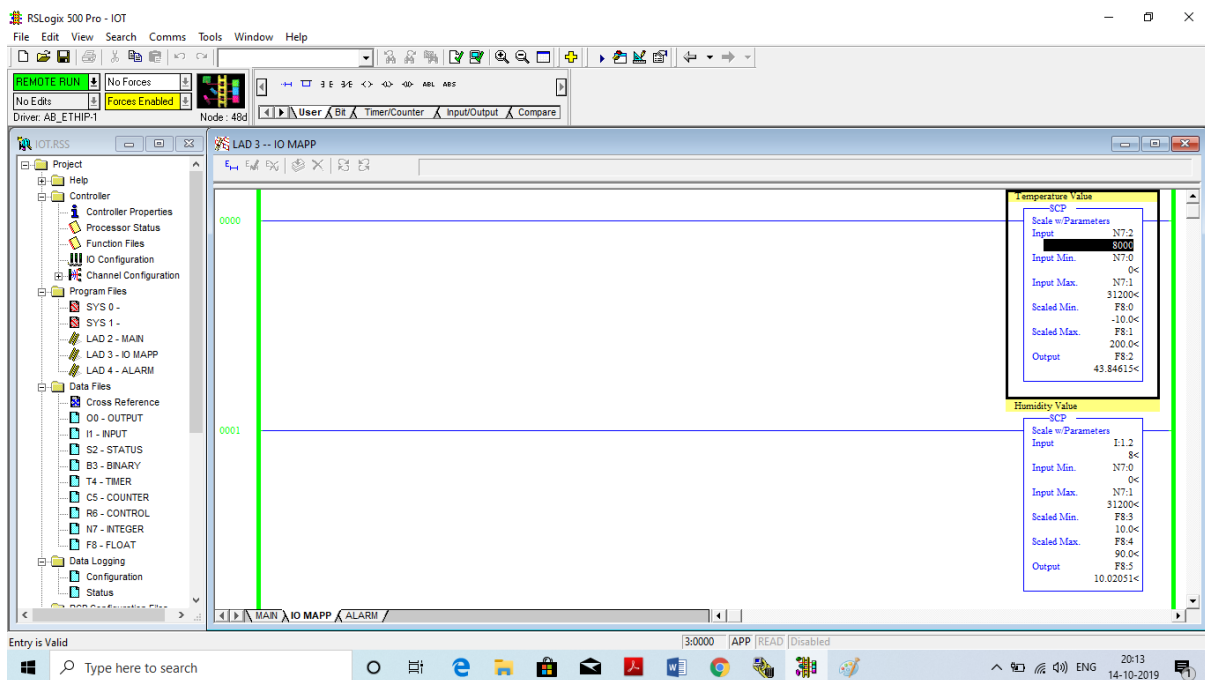 RSLogix 500 Pro - IOT
File Edit View Search Comms Tools Window Help
REMOTE RUN No Forces
No Edits Forces Enabled
Driver: AB_ETHIP-1 Node : 48d
ABL ABS
User Bit Timer/Counter Input/Output Compare
IOT.RSS
Project
Help
Controller
Controller Properties
Processor Status
Function Files
IO Configuration
Channel Configuration
Program Files
SYS 0 -
SYS 1 -
LAD 2 - MAIN
LAD 3 - IO MAPP
LAD 4 - ALARM
Data Files
Cross Reference
O0 - OUTPUT
I1 - INPUT
S2 - STATUS
B3 - BINARY
T4 - TIMER
C5 - COUNTER
R6 - CONTROL
N7 - INTEGER
F8 - FLOAT
Data Logging
Configuration
Status
LAD 3 -- IO MAPP
0000
Temperature Value
SCP
Scale w/Parameters
Input N7:2
8000
Input Min. N7:0
0<
Input Max. N7:1
31200<
Scaled Min. F8:0
-10.0<
Scaled Max. F8:1
200.0<
Output F8:2
43.84615<
0001
Humidity Value
SCP
Scale w/Parameters
Input I:1.2
8<
Input Min. N7:0
0<
Input Max. N7:1
31200<
Scaled Min. F8:3
10.0<
Scaled Max. F8:4
90.0<
Output F8:5
10.02051<
MAIN IO MAPP ALARM
Entry is Valid
3:0000 APP READ Disabled
Type here to search
ENG
20:13
14-10-2019